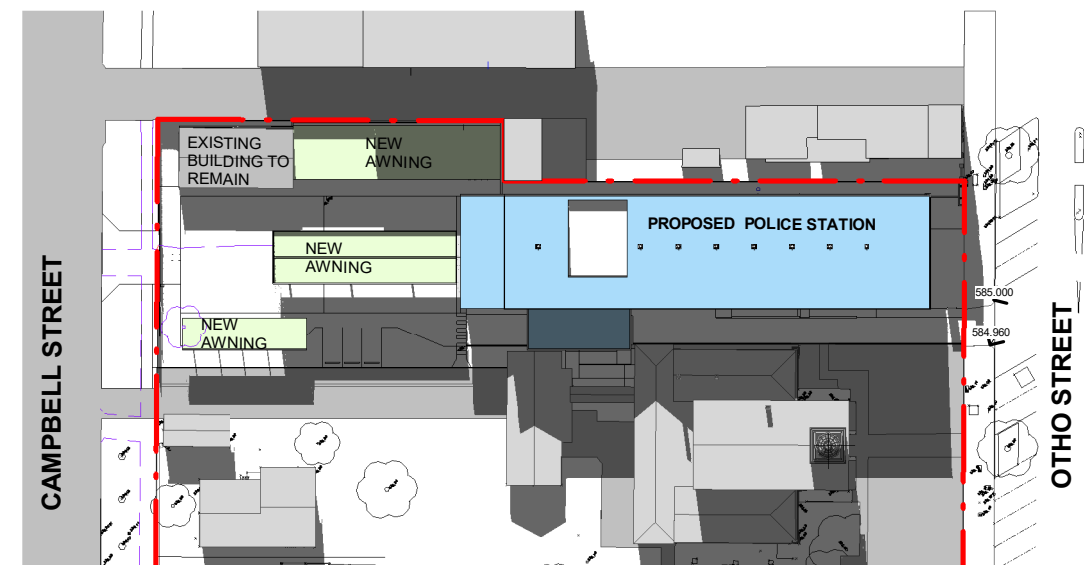 EXISTING
BUILDING TO
REMAIN
NEW
AWNING
PROPOSED POLICE STATION
NEW
AWNING
NEW
AWNING
CAMPBELL STREET
585.000
584.960
OTHO STREET